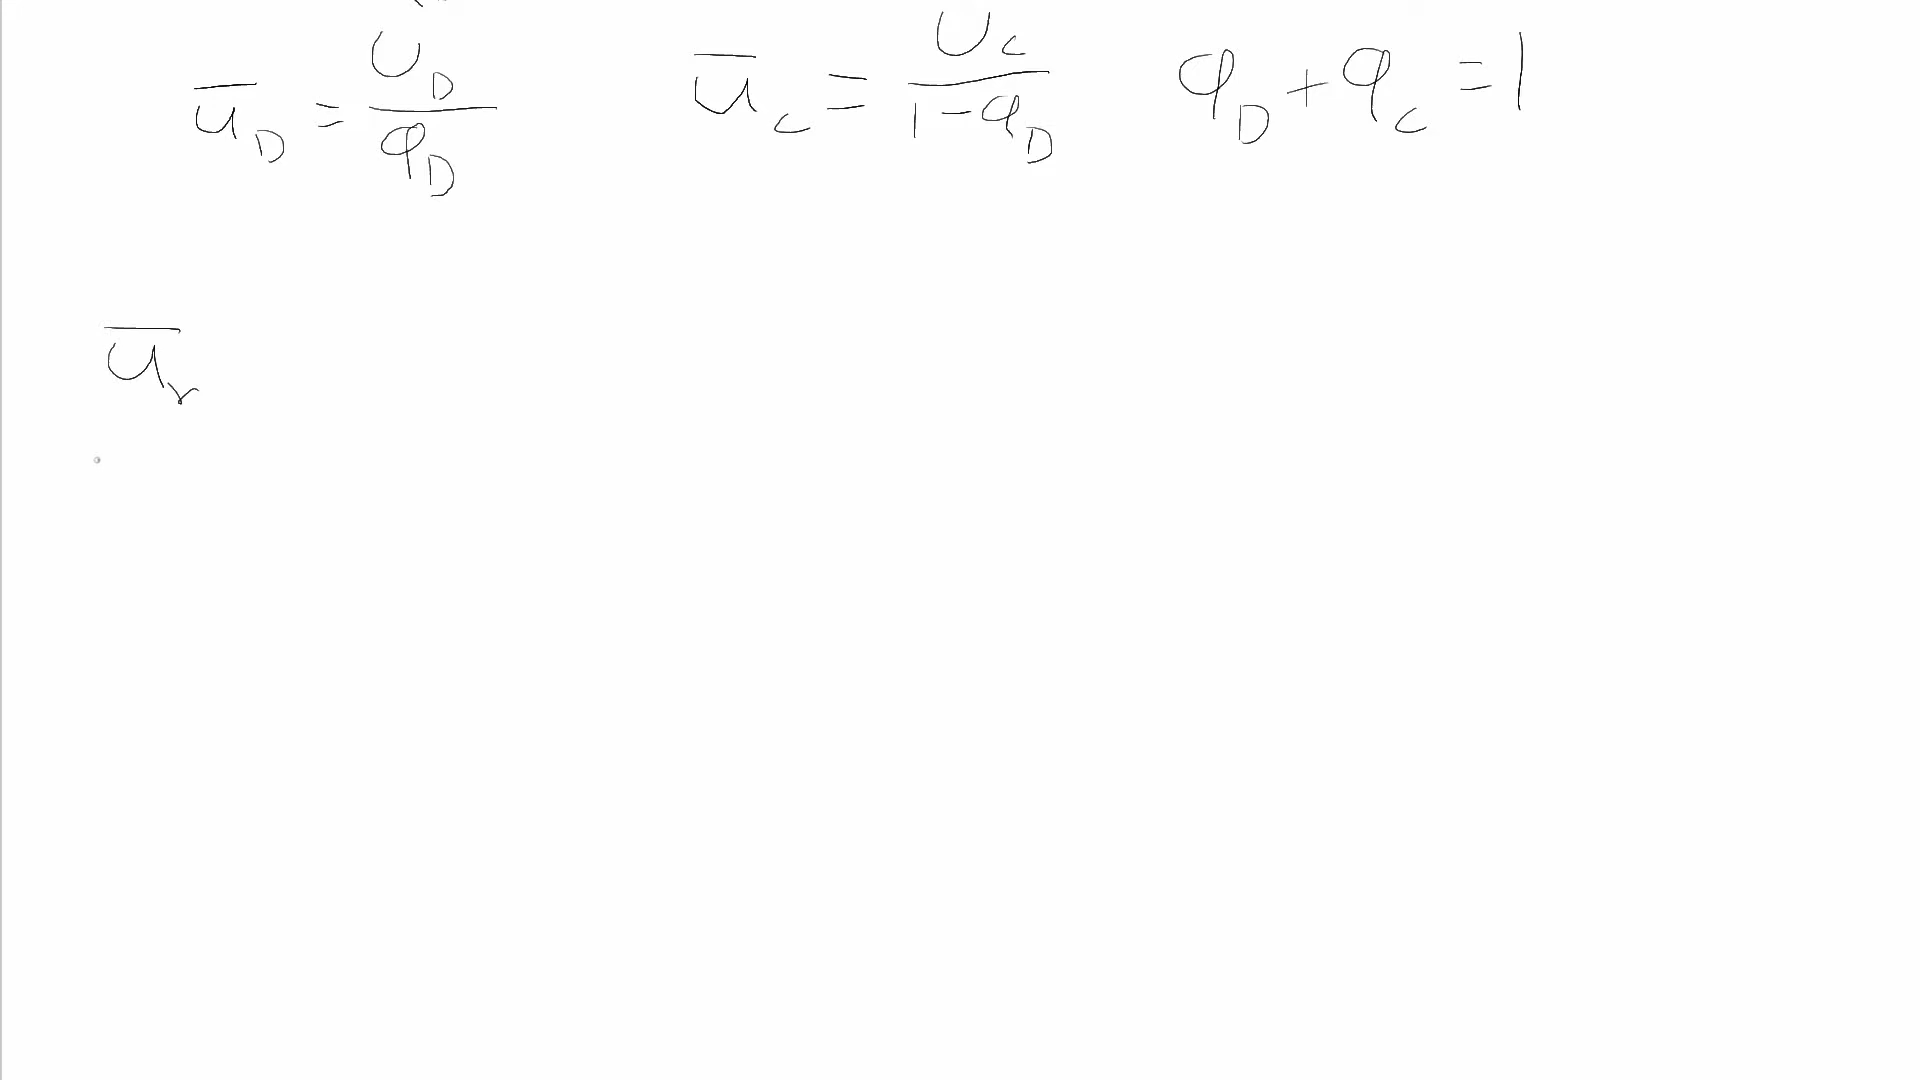 ū_D = U_D / φ_D    ū_C = U_C / (1 - φ_D)    φ_D + φ_C = 1
ū_r